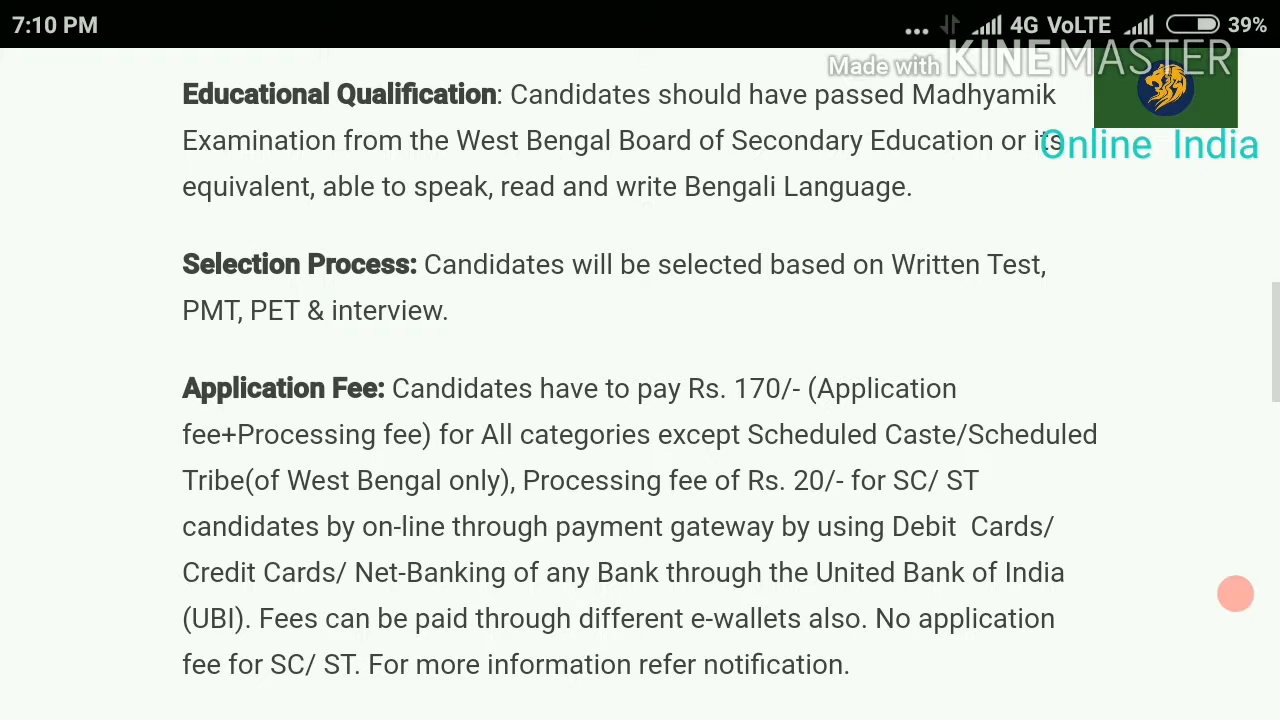 7:10 PM
... 4G VoLTE 39%
Made with KINEMASTER
Educational Qualification: Candidates should have passed Madhyamik
Examination from the West Bengal Board of Secondary Education or its
Online India
equivalent, able to speak, read and write Bengali Language.
Selection Process: Candidates will be selected based on Written Test,
PMT, PET & interview.
Application Fee: Candidates have to pay Rs. 170/- (Application
fee+Processing fee) for All categories except Scheduled Caste/Scheduled
Tribe(of West Bengal only), Processing fee of Rs. 20/- for SC/ ST
candidates by on-line through payment gateway by using Debit  Cards/
Credit Cards/ Net-Banking of any Bank through the United Bank of India
(UBI). Fees can be paid through different e-wallets also. No application
fee for SC/ ST. For more information refer notification.